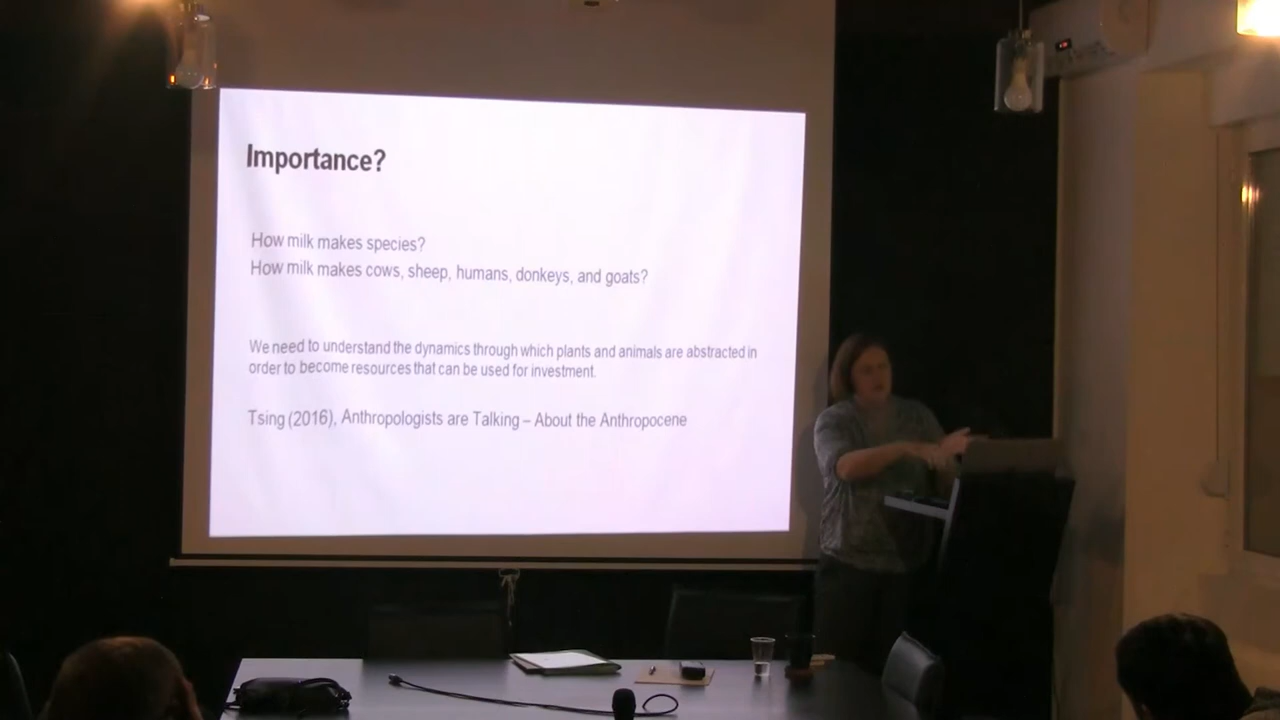 Importance?
How milk makes species?
How milk makes cows, sheep, humans, donkeys, and goats?
We need to understand the dynamics through which plants and animals are abstracted in
order to become resources that can be used for investment.
Tsing (2016), Anthropologists are Talking – About the Anthropocene